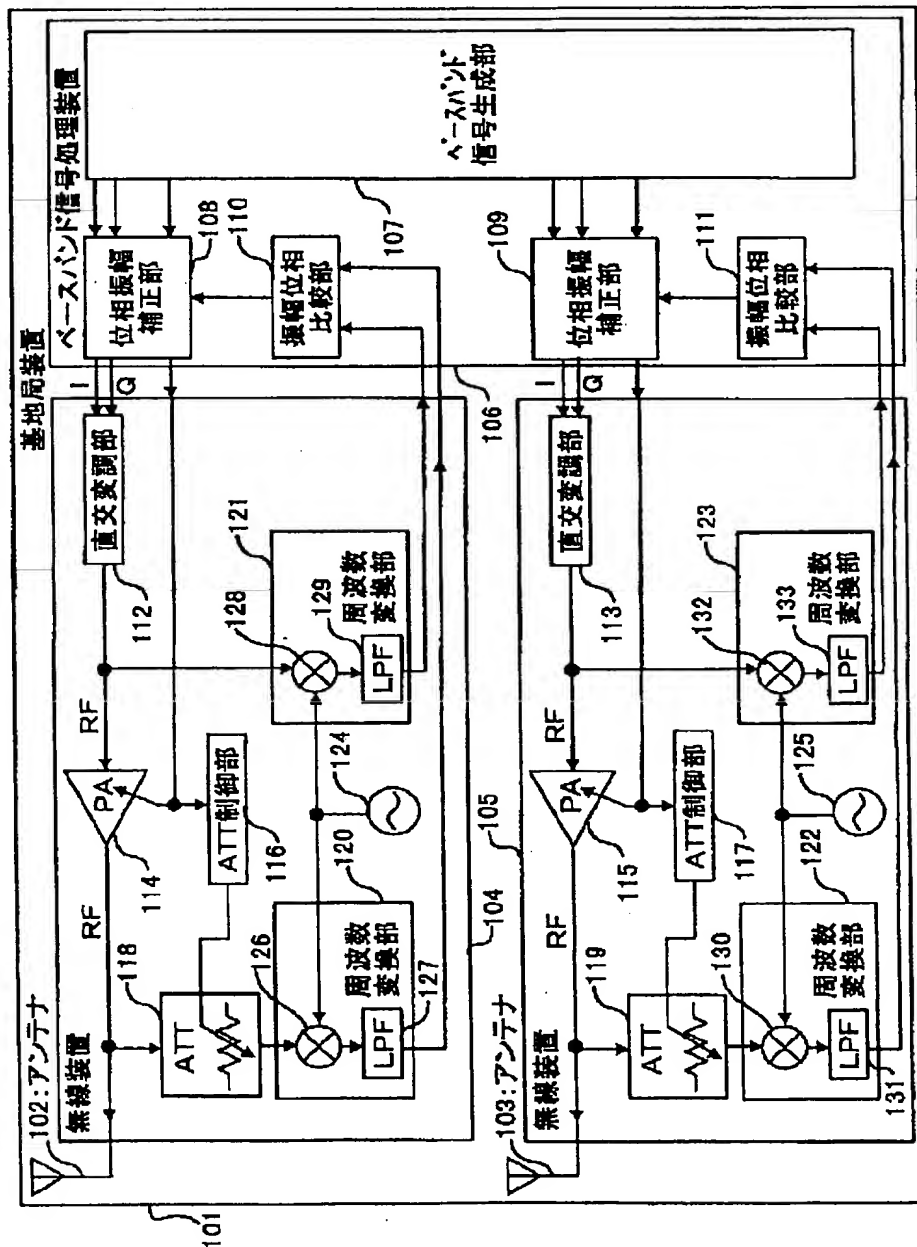 基地局装置
101
102:アンテナ
無線装置
RF
118
ATT
114
PA
RF
112
直交変調部
I
Q
116
ATT制御部
126
120
124
128
121
周波数
変換部
127
LPF
周波数
変換部
129
LPF
104
106
ベースバンド信号処理装置
位相振幅
補正部
108
振幅位相
比較部
110
107
ベースバンド
信号生成部
103:アンテナ
無線装置
105
RF
119
ATT
115
PA
RF
113
直交変調部
I
Q
117
ATT制御部
130
122
125
132
123
周波数
変換部
131
LPF
周波数
変換部
133
LPF
位相振幅
補正部
109
振幅位相
比較部
111